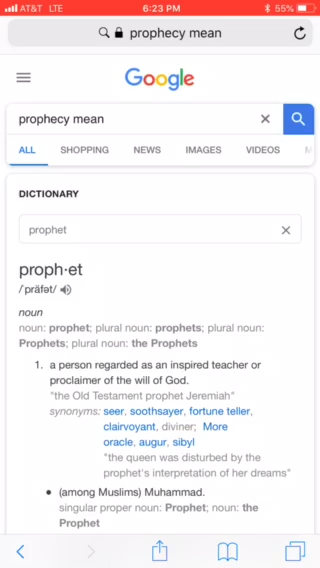 AT&T LTE 6:23 PM 55%
prophecy mean
Google
prophecy mean
ALL SHOPPING NEWS IMAGES VIDEOS M
DICTIONARY
prophet
proph·et
/ˈpräfət/
noun
noun: prophet; plural noun: prophets; plural noun:
Prophets; plural noun: the Prophets
1. a person regarded as an inspired teacher or
proclaimer of the will of God.
"the Old Testament prophet Jeremiah"
synonyms: seer, soothsayer, fortune teller,
clairvoyant, diviner; More
oracle, augur, sibyl
"the queen was disturbed by the
prophet's interpretation of her dreams"
• (among Muslims) Muhammad.
singular proper noun: Prophet; noun: the
Prophet